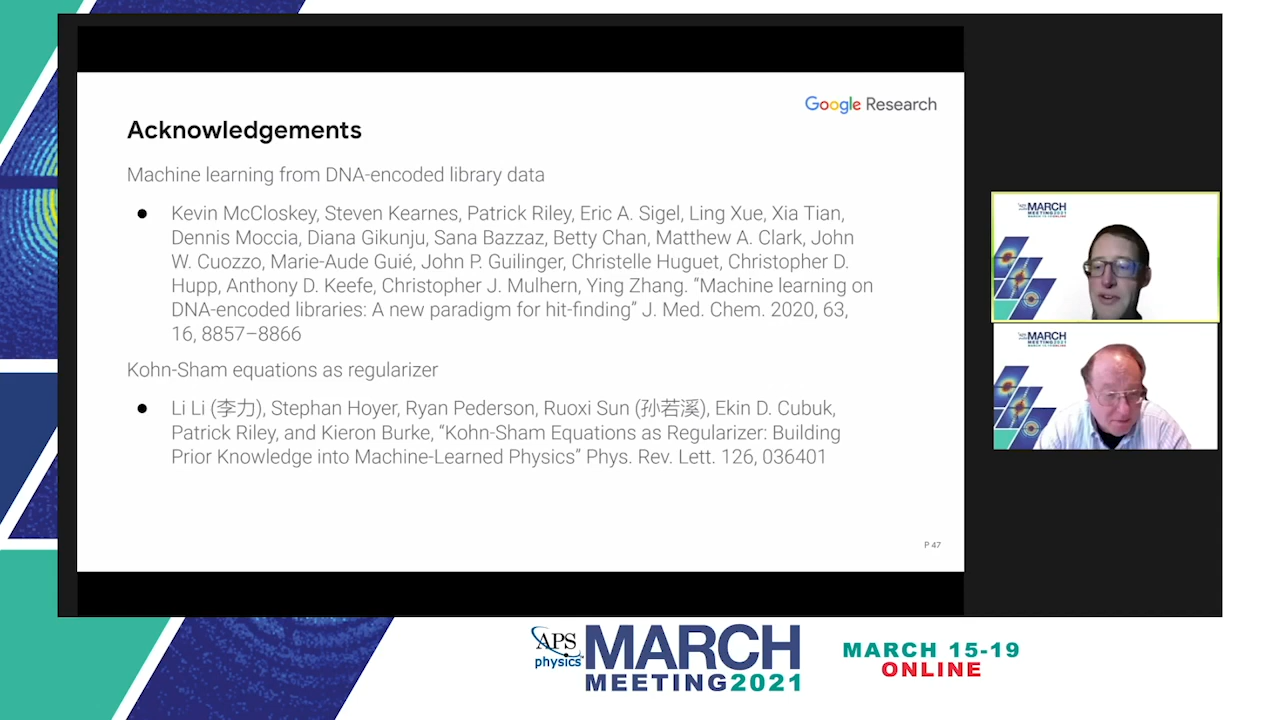 Google Research
Acknowledgements
Machine learning from DNA-encoded library data
● Kevin McCloskey, Steven Kearnes, Patrick Riley, Eric A. Sigel, Ling Xue, Xia Tian,
Dennis Moccia, Diana Gikunju, Sana Bazzaz, Betty Chan, Matthew A. Clark, John
W. Cuozzo, Marie-Aude Guié, John P. Guilinger, Christelle Huguet, Christopher D.
Hupp, Anthony D. Keefe, Christopher J. Mulhern, Ying Zhang. “Machine learning on
DNA-encoded libraries: A new paradigm for hit-finding” J. Med. Chem. 2020, 63,
16, 8857–8866
Kohn-Sham equations as regularizer
● Li Li (李力), Stephan Hoyer, Ryan Pederson, Ruoxi Sun (孙若溪), Ekin D. Cubuk,
Patrick Riley, and Kieron Burke, “Kohn-Sham Equations as Regularizer: Building
Prior Knowledge into Machine-Learned Physics” Phys. Rev. Lett. 126, 036401
P 47
MARCH
MEETING2021
MARCH
MEETING2021
APS
physics
MARCH
MEETING2021
MARCH 15-19
ONLINE